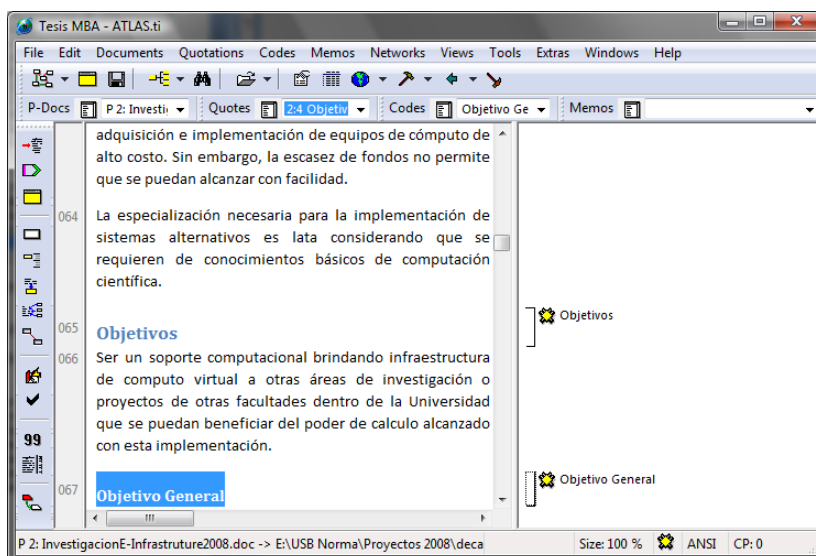 Tesis MBA - ATLAS.ti
File Edit Documents Quotations Codes Memos Networks Views Tools Extras Windows Help
P-Docs P 2: Investi Quotes 2:4 Objetiv Codes Objetivo Ge Memos
adquisición e implementación de equipos de cómputo de
alto costo. Sin embargo, la escasez de fondos no permite
que se puedan alcanzar con facilidad.
064 La especialización necesaria para la implementación de
sistemas alternativos es lata considerando que se
requieren de conocimientos básicos de computación
científica.
Objetivos
065 Objetivos
066 Ser un soporte computacional brindando infraestructura
de computo virtual a otras áreas de investigación o
proyectos de otras facultades dentro de la Universidad
que se puedan beneficiar del poder de calculo alcanzado
con esta implementación.
Objetivo General
067 Objetivo General
99
P 2: InvestigacionE-Infrastruture2008.doc -> E:\USB Norma\Proyectos 2008\deca Size: 100 % ANSI CP: 0